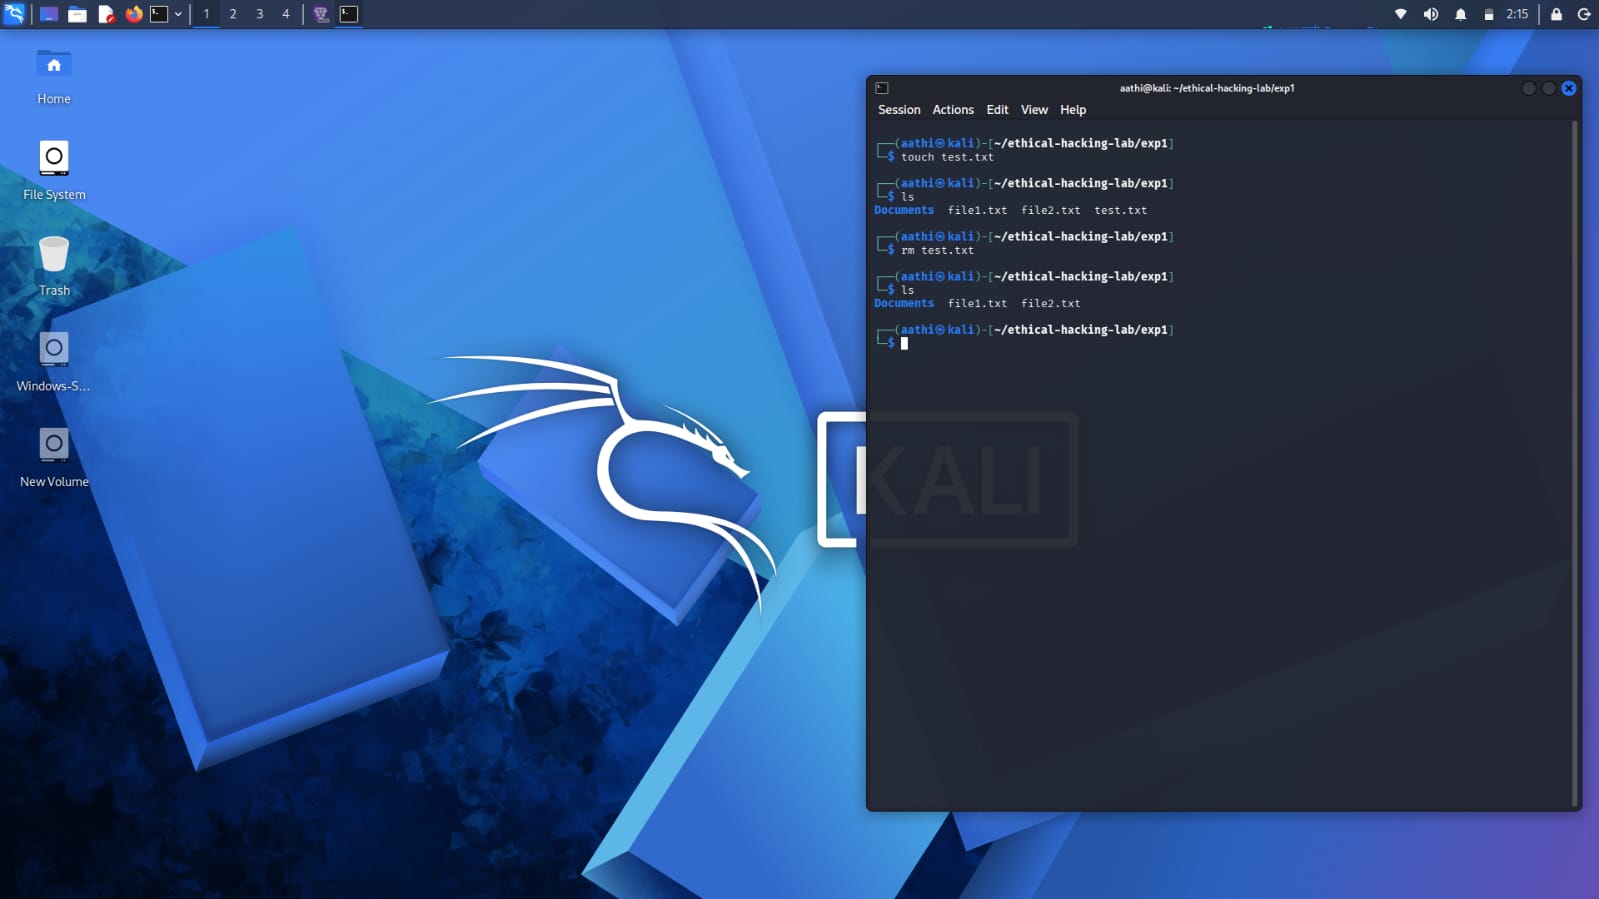 1 2 3 4
2:15
Home
File System
Trash
Windows-S...
New Volume
aathi@kali: ~/ethical-hacking-lab/exp1
Session Actions Edit View Help
┌──(aathi㉿kali)-[~/ethical-hacking-lab/exp1]
└─$ touch test.txt
┌──(aathi㉿kali)-[~/ethical-hacking-lab/exp1]
└─$ ls
Documents file1.txt file2.txt test.txt
┌──(aathi㉿kali)-[~/ethical-hacking-lab/exp1]
└─$ rm test.txt
┌──(aathi㉿kali)-[~/ethical-hacking-lab/exp1]
└─$ ls
Documents file1.txt file2.txt
┌──(aathi㉿kali)-[~/ethical-hacking-lab/exp1]
└─$
KALI